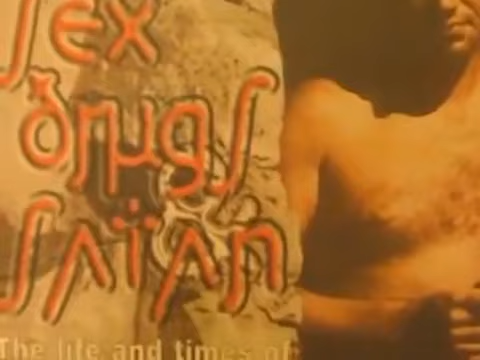 Sex
drugs
Satan
The life and times of